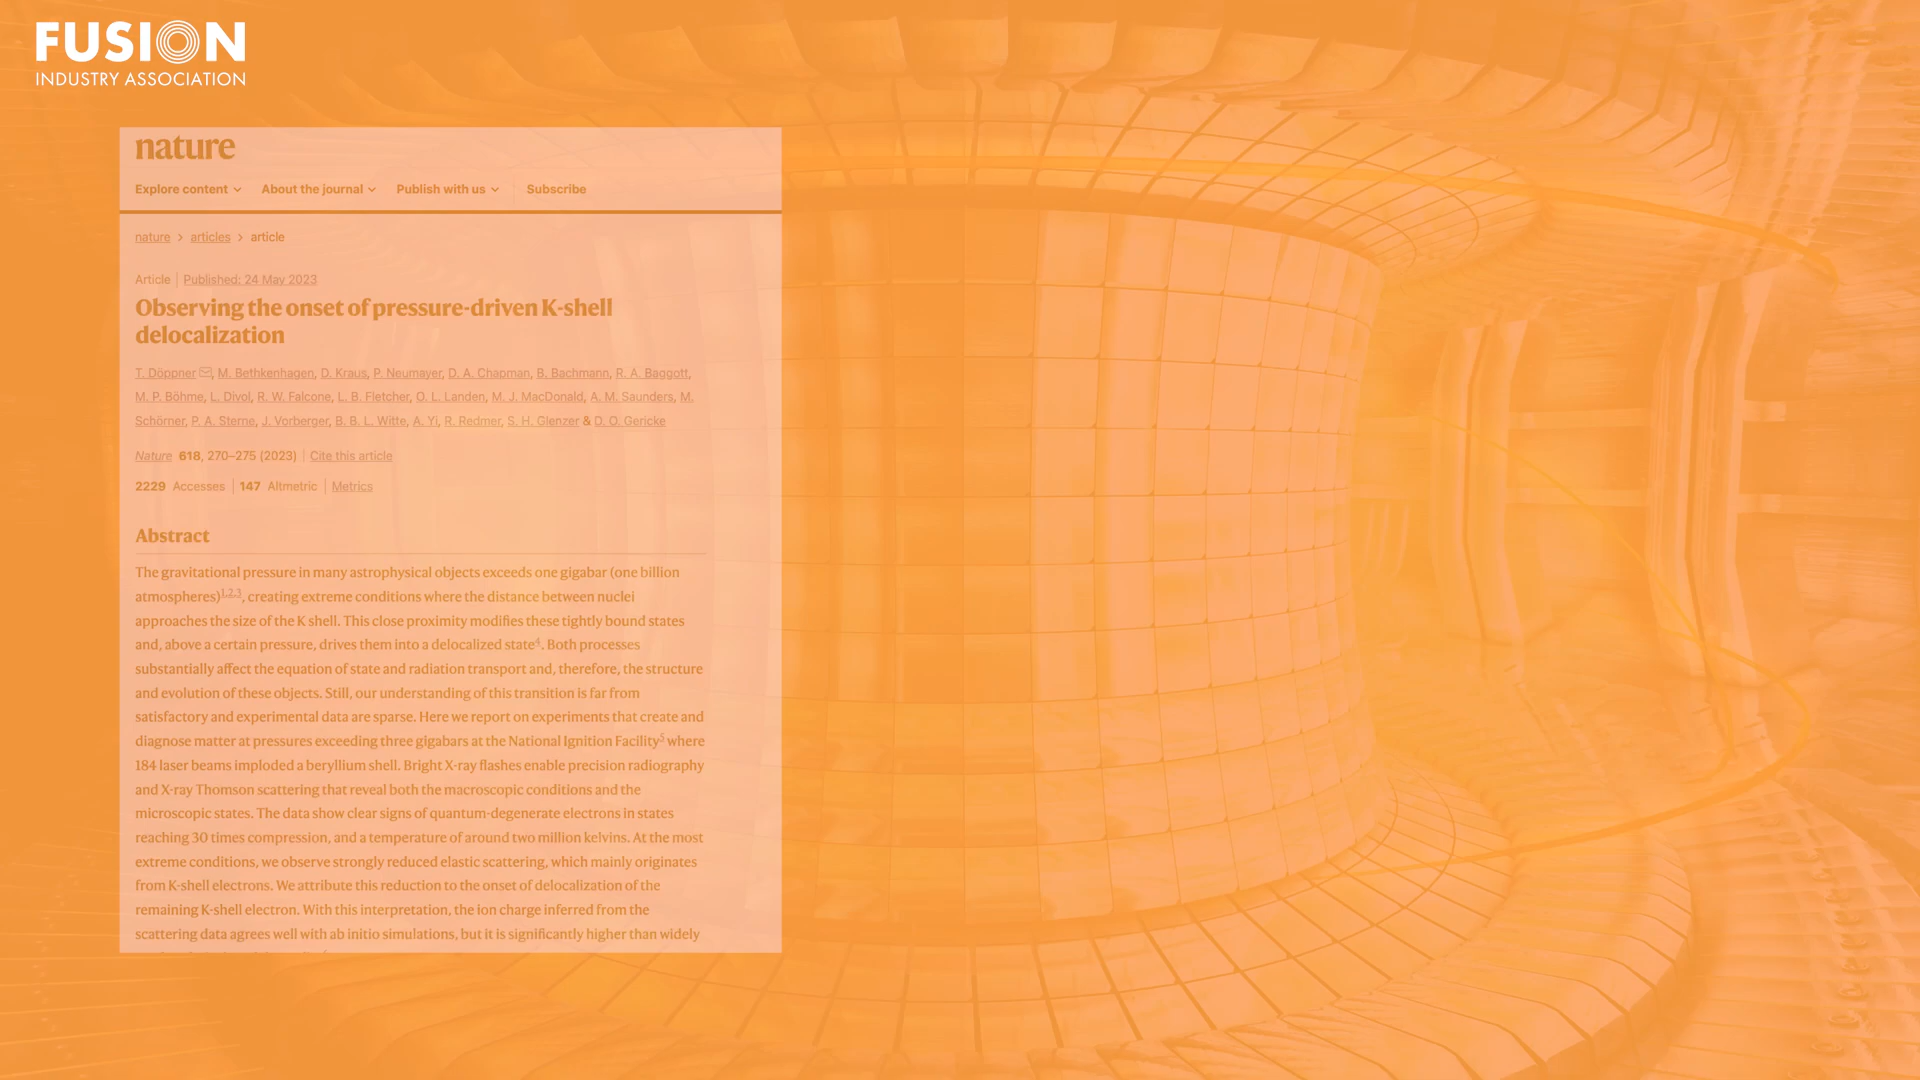 FUSION
INDUSTRY ASSOCIATION
nature
Explore content About the journal Publish with us Subscribe
nature > articles > article
Article | Published: 24 May 2023
Observing the onset of pressure-driven K-shell
delocalization
T. Döppner, M. Bethkenhagen, D. Kraus, P. Neumayer, D. A. Chapman, B. Bachmann, R. A. Baggott,
M. P. Böhme, L. Divol, R. W. Falcone, L. B. Fletcher, O. L. Landen, M. J. MacDonald, A. M. Saunders, M.
Schörner, P. A. Sterne, J. Vorberger, B. B. L. Witte, A. Yi, R. Redmer, S. H. Glenzer & D. O. Gericke
Nature 618, 270–275 (2023) | Cite this article
2229 Accesses | 147 Altmetric | Metrics
Abstract
The gravitational pressure in many astrophysical objects exceeds one gigabar (one billion
atmospheres)1,2,3, creating extreme conditions where the distance between nuclei
approaches the size of the K shell. This close proximity modifies these tightly bound states
and, above a certain pressure, drives them into a delocalized state4. Both processes
substantially affect the equation of state and radiation transport and, therefore, the structure
and evolution of these objects. Still, our understanding of this transition is far from
satisfactory and experimental data are sparse. Here we report on experiments that create and
diagnose matter at pressures exceeding three gigabars at the National Ignition Facility5 where
184 laser beams imploded a beryllium shell. Bright X-ray flashes enable precision radiography
and X-ray Thomson scattering that reveal both the macroscopic conditions and the
microscopic states. The data show clear signs of quantum-degenerate electrons in states
reaching 30 times compression, and a temperature of around two million kelvins. At the most
extreme conditions, we observe strongly reduced elastic scattering, which mainly originates
from K-shell electrons. We attribute this reduction to the onset of delocalization of the
remaining K-shell electron. With this interpretation, the ion charge inferred from the
scattering data agrees well with ab initio simulations, but it is significantly higher than widely